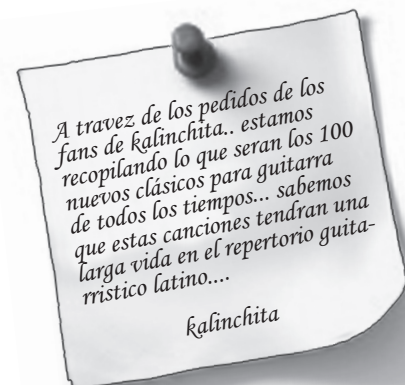 A travez de los pedidos de los
fans de kalinchita.. estamos
recopilando lo que seran los 100
nuevos clásicos para guitarra
de todos los tiempos... sabemos
que estas canciones tendran una
larga vida en el repertorio guita-
rristico latino....
kalinchita